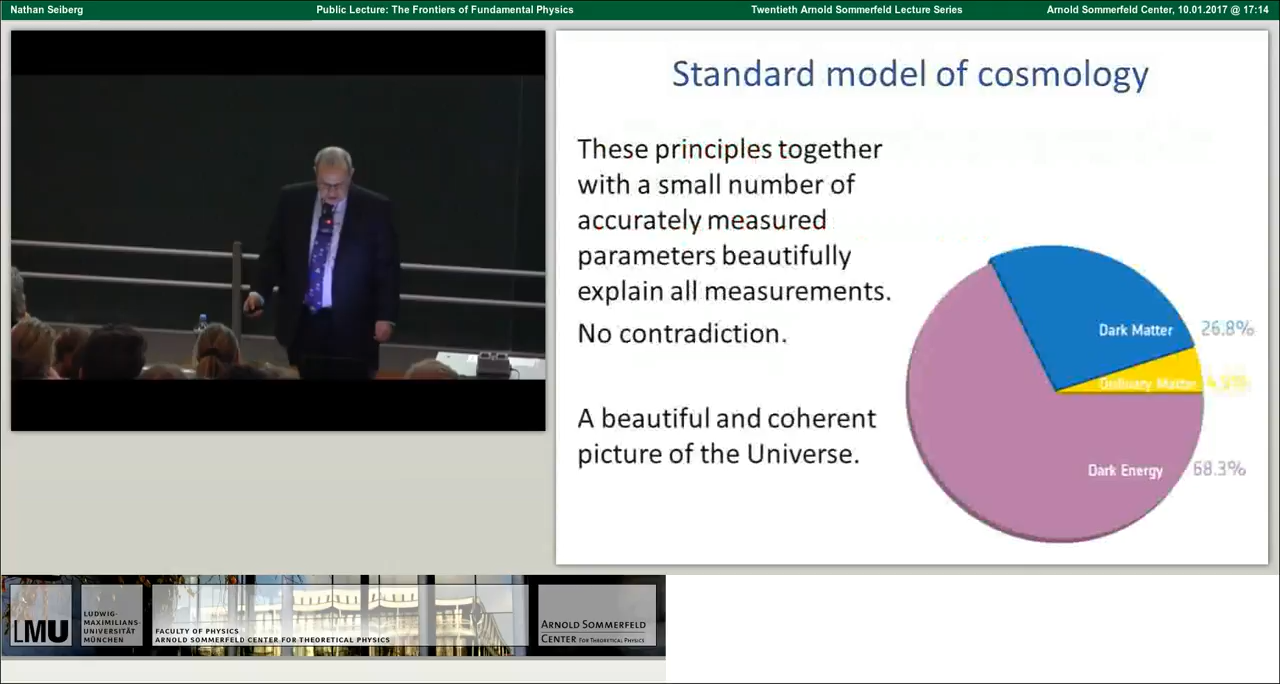 Nathan Seiberg
Public Lecture: The Frontiers of Fundamental Physics
Twentieth Arnold Sommerfeld Lecture Series
Arnold Sommerfeld Center, 10.01.2017 @ 17:14
Standard model of cosmology
These principles together
with a small number of
accurately measured
parameters beautifully
explain all measurements.
No contradiction.
A beautiful and coherent
picture of the Universe.
Dark Matter 26.8%
Ordinary Matter
Dark Energy 68.3%
LMU
LUDWIG-
MAXIMILIANS-
UNIVERSITÄT
MÜNCHEN
FACULTY OF PHYSICS
ARNOLD SOMMERFELD CENTER FOR THEORETICAL PHYSICS
ARNOLD SOMMERFELD
CENTER FOR THEORETICAL PHYSICS